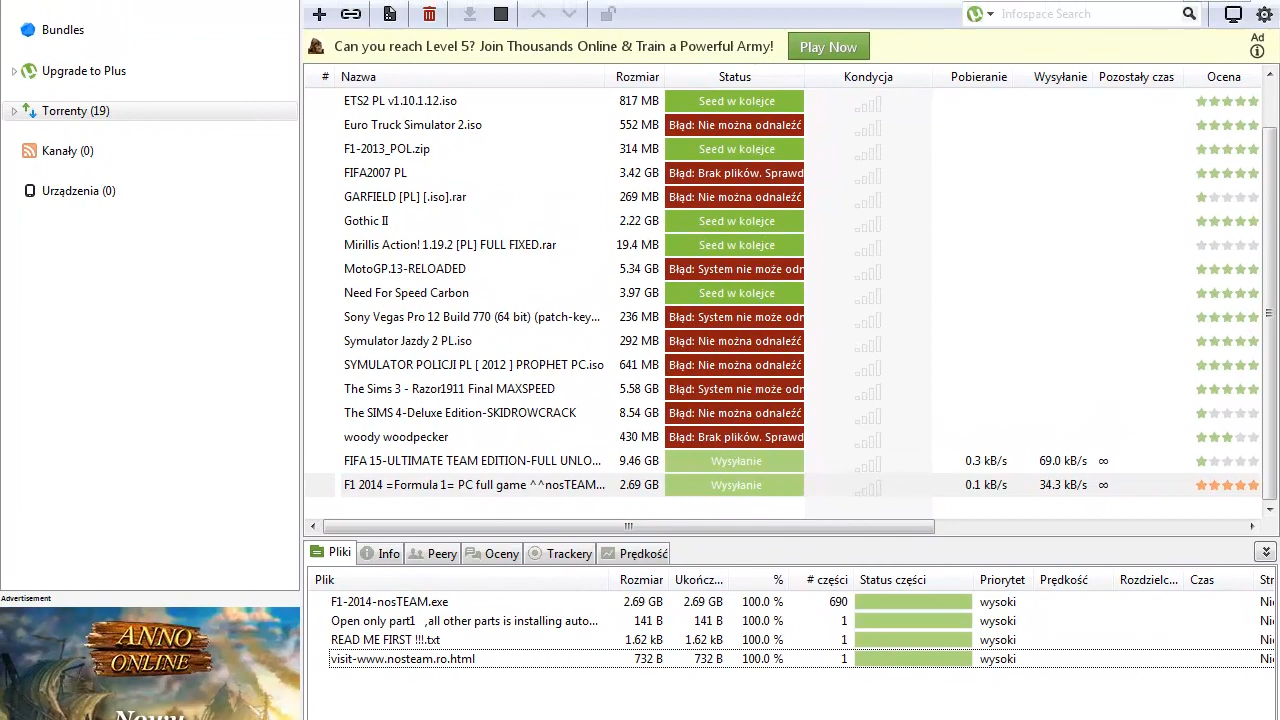 Bundles
Upgrade to Plus
Torrenty (19)
Kanały (0)
Urządzenia (0)
Advertisement
ANNO
ONLINE
Nowy
Infospace Search
Can you reach Level 5? Join Thousands Online & Train a Powerful Army! Play Now
Ad
# Nazwa Rozmiar Status Kondycja Pobieranie Wysyłanie Pozostały czas Ocena
ETS2 PL v1.10.1.12.iso 817 MB Seed w kolejce
Euro Truck Simulator 2.iso 552 MB Błąd: Nie można odnaleźć
F1-2013_POL.zip 314 MB Seed w kolejce
FIFA2007 PL 3.42 GB Błąd: Brak plików. Sprawd
GARFIELD [PL] [.iso].rar 269 MB Błąd: Nie można odnaleźć
Gothic II 2.22 GB Seed w kolejce
Mirillis Action! 1.19.2 [PL] FULL FIXED.rar 19.4 MB Seed w kolejce
MotoGP.13-RELOADED 5.34 GB Błąd: System nie może odn
Need For Speed Carbon 3.97 GB Seed w kolejce
Sony Vegas Pro 12 Build 770 (64 bit) (patch-key... 236 MB Błąd: System nie może odn
Symulator Jazdy 2 PL.iso 292 MB Błąd: Nie można odnaleźć
SYMULATOR POLICJI PL [ 2012 ] PROPHET PC.iso 641 MB Błąd: Nie można odnaleźć
The Sims 3 - Razor1911 Final MAXSPEED 5.58 GB Błąd: System nie może odn
The SIMS 4-Deluxe Edition-SKIDROWCRACK 8.54 GB Błąd: Nie można odnaleźć
woody woodpecker 430 MB Błąd: Brak plików. Sprawd
FIFA 15-ULTIMATE TEAM EDITION-FULL UNLO... 9.46 GB Wysyłanie 0.3 kB/s 69.0 kB/s ∞
F1 2014 =Formula 1= PC full game ^^nosTEAM... 2.69 GB Wysyłanie 0.1 kB/s 34.3 kB/s ∞
Pliki Info Peery Oceny Trackery Prędkość
Plik Rozmiar Ukończ... % # części Status części Priorytet Prędkość Rozdzielc... Czas Str
F1-2014-nosTEAM.exe 2.69 GB 2.69 GB 100.0 % 690 wysoki Nie
Open only part1 ,all other parts is installing auto... 141 B 141 B 100.0 % 1 wysoki Nie
READ ME FIRST !!!.txt 1.62 kB 1.62 kB 100.0 % 1 wysoki Nie
visit-www.nosteam.ro.html 732 B 732 B 100.0 % 1 wysoki Nie